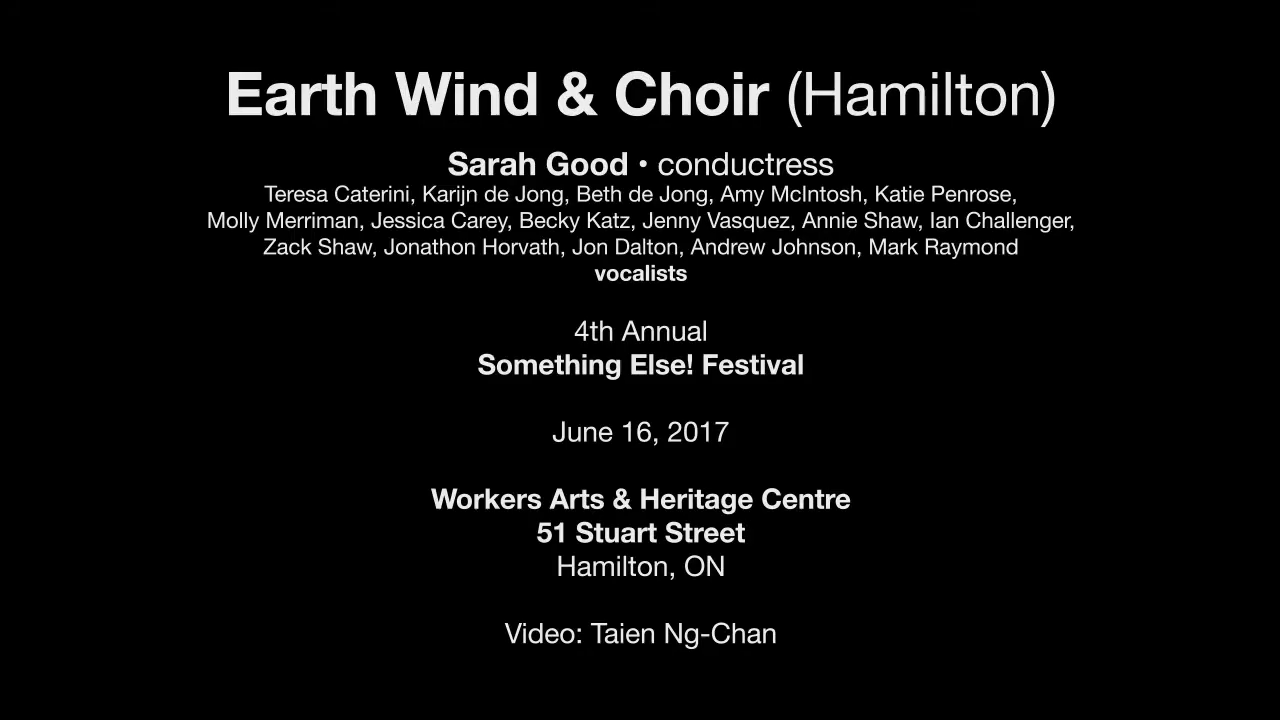 Earth Wind & Choir (Hamilton)
Sarah Good • conductress
Teresa Caterini, Karijn de Jong, Beth de Jong, Amy McIntosh, Katie Penrose,
Molly Merriman, Jessica Carey, Becky Katz, Jenny Vasquez, Annie Shaw, Ian Challenger,
Zack Shaw, Jonathon Horvath, Jon Dalton, Andrew Johnson, Mark Raymond
vocalists
4th Annual
Something Else! Festival
June 16, 2017
Workers Arts & Heritage Centre
51 Stuart Street
Hamilton, ON
Video: Taien Ng-Chan